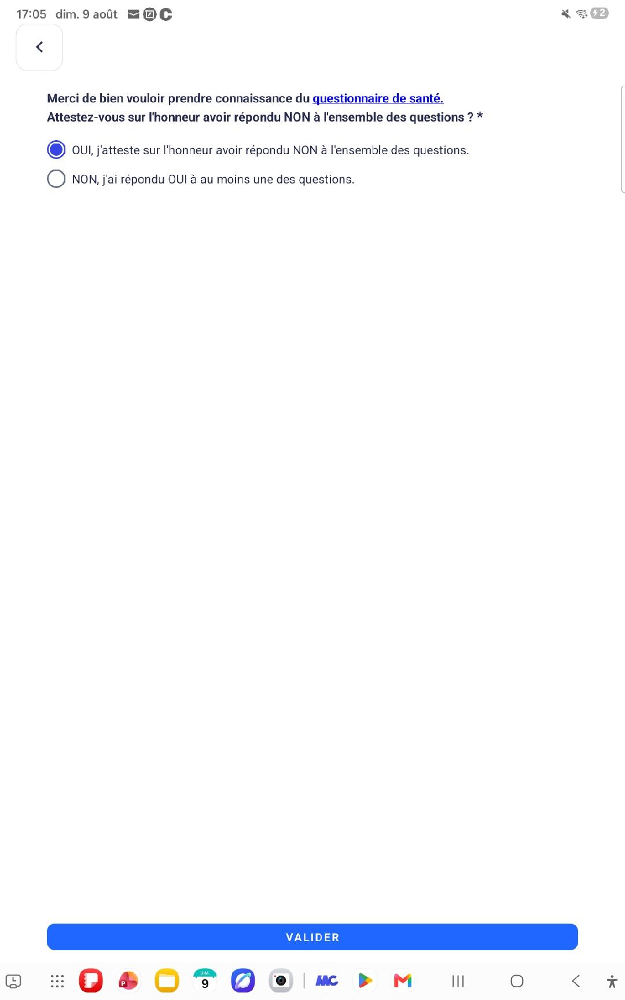 17:05 dim. 9 août
2
Merci de bien vouloir prendre connaissance du questionnaire de santé.
Attestez-vous sur l'honneur avoir répondu NON à l'ensemble des questions ? *
OUI, j'atteste sur l'honneur avoir répondu NON à l'ensemble des questions.
NON, j'ai répondu OUI à au moins une des questions.
VALIDER
DIM.
9
P
MC